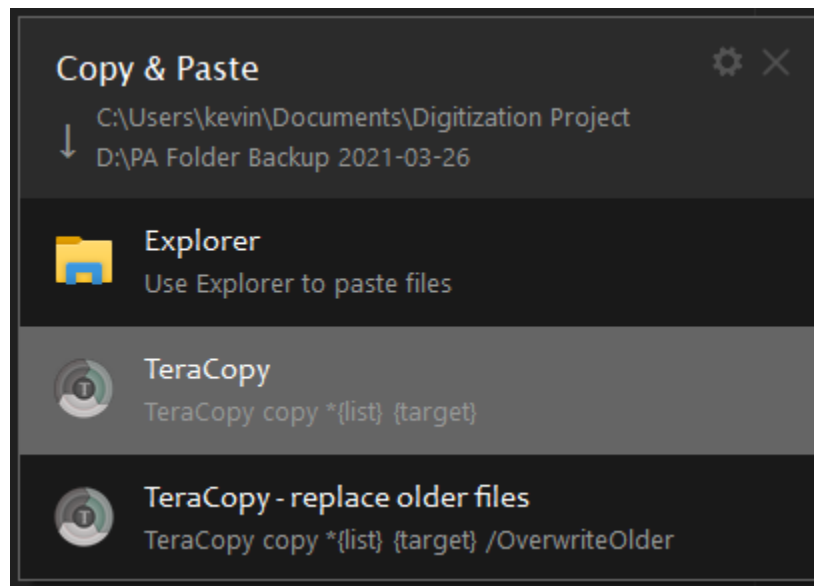 Copy & Paste
C:\Users\kevin\Documents\Digitization Project
D:\PA Folder Backup 2021-03-26
Explorer
Use Explorer to paste files
TeraCopy
TeraCopy copy *{list} {target}
TeraCopy - replace older files
TeraCopy copy *{list} {target} /OverwriteOlder